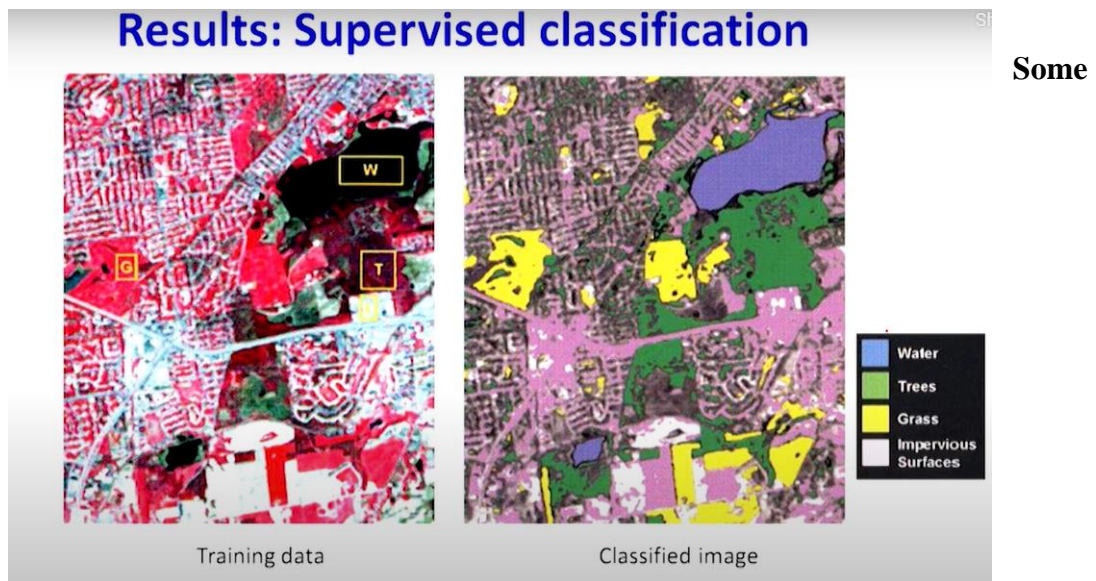 Results: Supervised classification
Some
W
G
T
Water
Trees
Grass
Impervious
Surfaces
Training data
Classified image